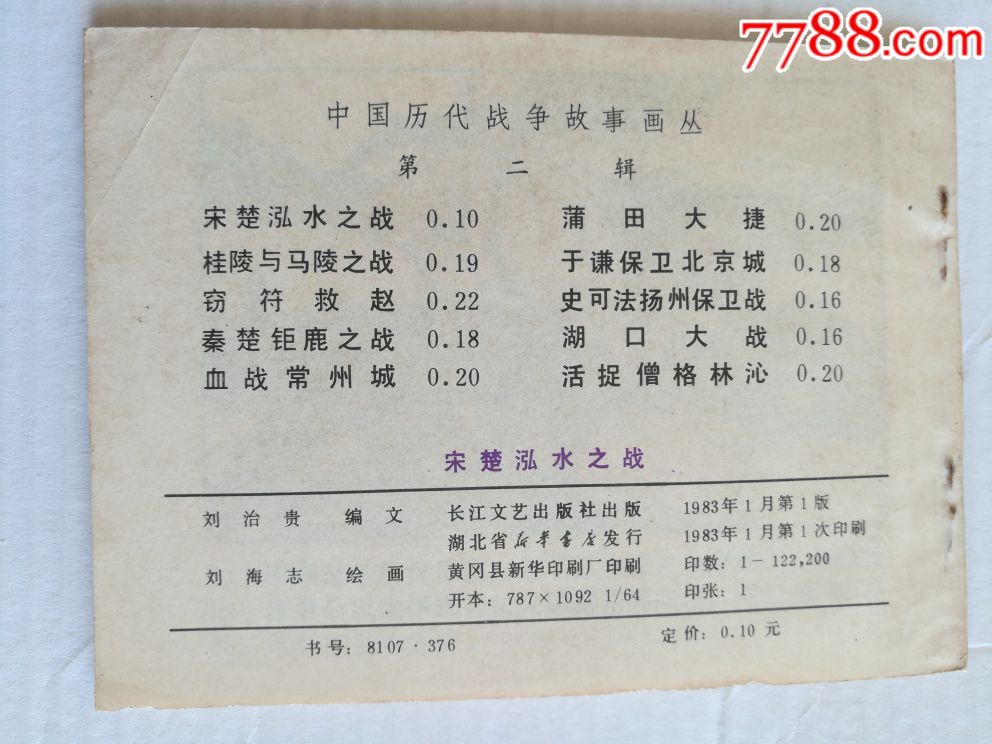 7788.com
中国历代战争故事画丛
第二辑
宋楚泓水之战 0.10 蒲田大捷 0.20
桂陵与马陵之战 0.19 于谦保卫北京城 0.18
窃符救赵 0.22 史可法扬州保卫战 0.16
秦楚钜鹿之战 0.18 湖口大战 0.16
血战常州城 0.20 活捉僧格林沁 0.20
宋楚泓水之战
刘治贵 编文 长江文艺出版社出版 1983年1月第1版
湖北省新华书店发行 1983年1月第1次印刷
刘海志 绘画 黄冈县新华印刷厂印刷 印数：1－122,200
开本：787×1092 1/64 印张：1
书号：8107·376 定价：0.10 元